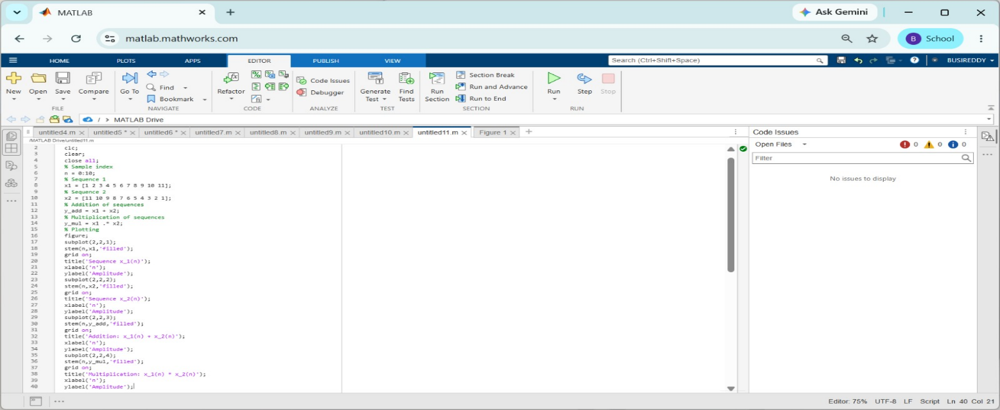 MATLAB
Ask Gemini
matlab.mathworks.com
B School
HOME PLOTS APPS EDITOR PUBLISH VIEW
Search (Ctrl+Shift+Space)
BUSIREDDY
New Open Save Compare
FILE
Go To Find Bookmark
NAVIGATE
Refactor
CODE
Code Issues
Debugger
ANALYZE
Generate Test Find Tests
TEST
Run Section
Section Break
Run and Advance
Run to End
SECTION
Run Step Stop
RUN
/ > MATLAB Drive
untitled4.m × untitled5 * × untitled6 * × untitled7.m × untitled8.m × untitled9.m × untitled10.m × untitled11.m × Figure 1 × +
/MATLAB Drive/untitled11.m
2 clc;
3 clear;
4 close all;
5 % Sample index
6 n = 0:10;
7 % Sequence 1
8 x1 = [1 2 3 4 5 6 7 8 9 10 11];
9 % Sequence 2
10 x2 = [11 10 9 8 7 6 5 4 3 2 1];
11 % Addition of sequences
12 y_add = x1 + x2;
13 % Multiplication of sequences
14 y_mul = x1 .* x2;
15 % Plotting
16 figure;
17 subplot(2,2,1);
18 stem(n,x1,'filled');
19 grid on;
20 title('Sequence x_1(n)');
21 xlabel('n');
22 ylabel('Amplitude');
23 subplot(2,2,2);
24 stem(n,x2,'filled');
25 grid on;
26 title('Sequence x_2(n)');
27 xlabel('n');
28 ylabel('Amplitude');
29 subplot(2,2,3);
30 stem(n,y_add,'filled');
31 grid on;
32 title('Addition: x_1(n) + x_2(n)');
33 xlabel('n');
34 ylabel('Amplitude');
35 subplot(2,2,4);
36 stem(n,y_mul,'filled');
37 grid on;
38 title('Multiplication: x_1(n) * x_2(n)');
39 xlabel('n');
40 ylabel('Amplitude');
Code Issues
Open Files
0 0 0
Filter
No issues to display
Editor: 75% UTF-8 LF Script Ln 40 Col 21